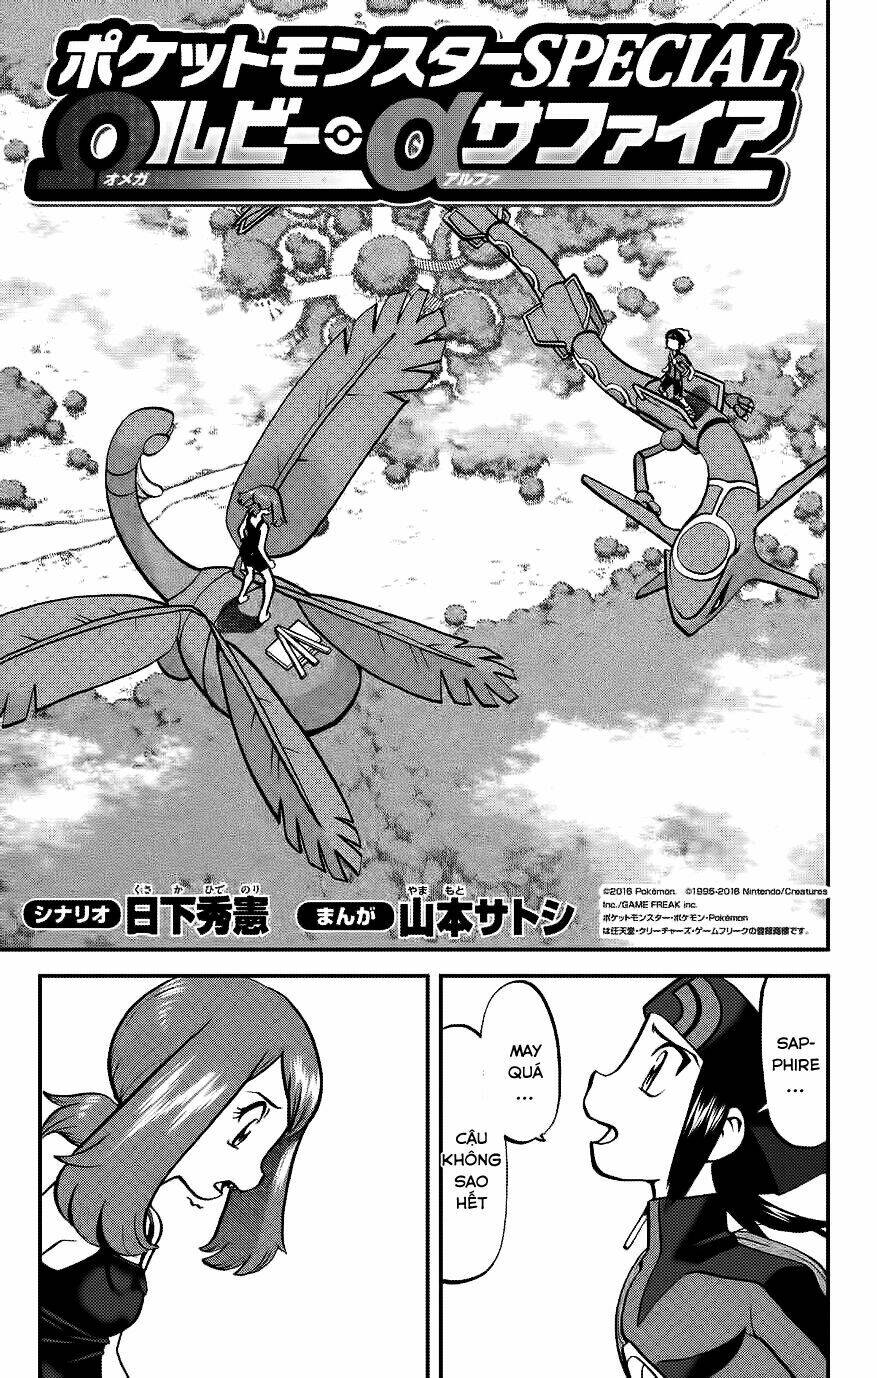 ポケットモンスターSPECIAL
Ωルビー・αサファイア
オメガ アルファ
シナリオ 日下秀憲 まんが 山本サトシ
くさ か ひで のり やま もと
©2016 Pokémon. ©1995-2016 Nintendo/Creatures
Inc./GAME FREAK inc.
ポケットモンスター・ポケモン・Pokémon
は任天堂・クリーチャーズ・ゲームフリークの登録商標です。
SAP-
PHIRE
...
MAY
QUÁ
...
CẬU
KHÔNG
SAO
HẾT